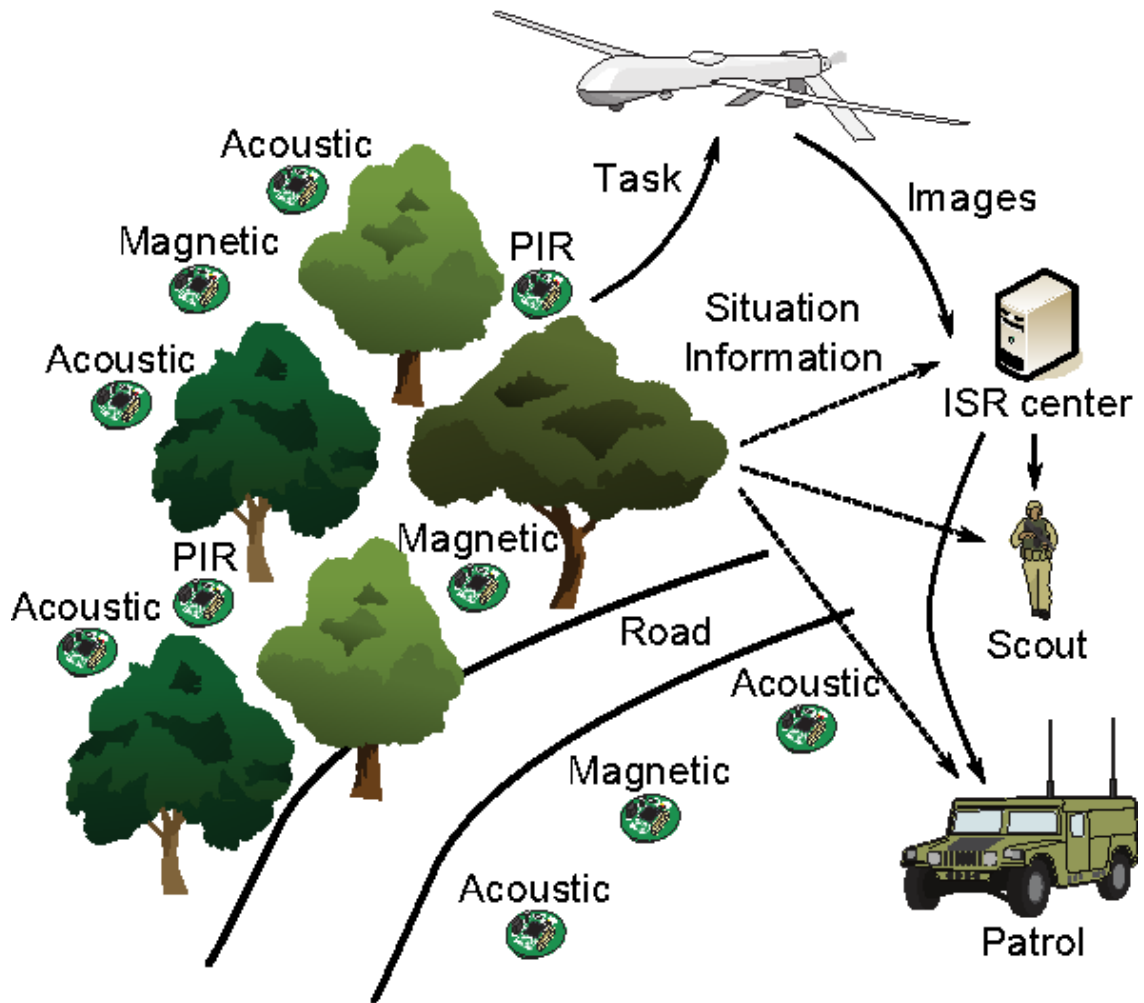 Acoustic
Task
Images
Magnetic
PIR
Situation
Information
Acoustic
ISR center
Magnetic
PIR
Acoustic
Road
Scout
Acoustic
Magnetic
Acoustic
Patrol